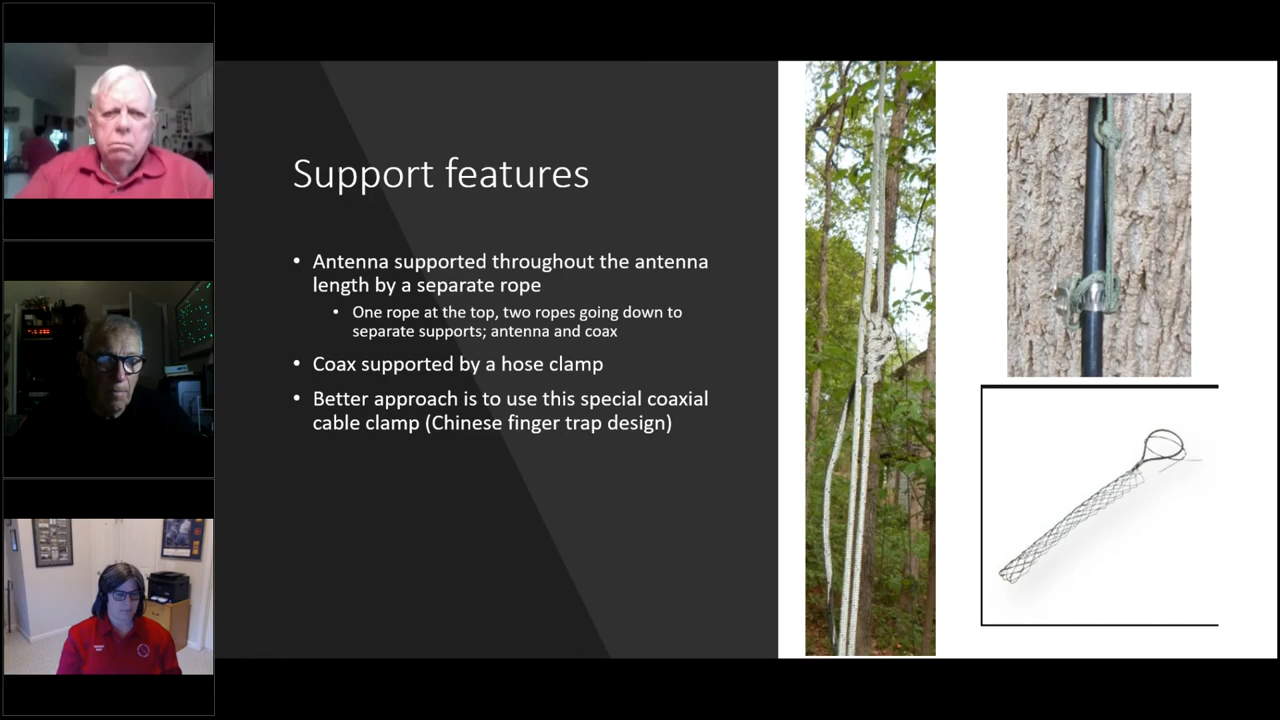 Support features
• Antenna supported throughout the antenna
length by a separate rope
• One rope at the top, two ropes going down to
separate supports; antenna and coax
• Coax supported by a hose clamp
• Better approach is to use this special coaxial
cable clamp (Chinese finger trap design)